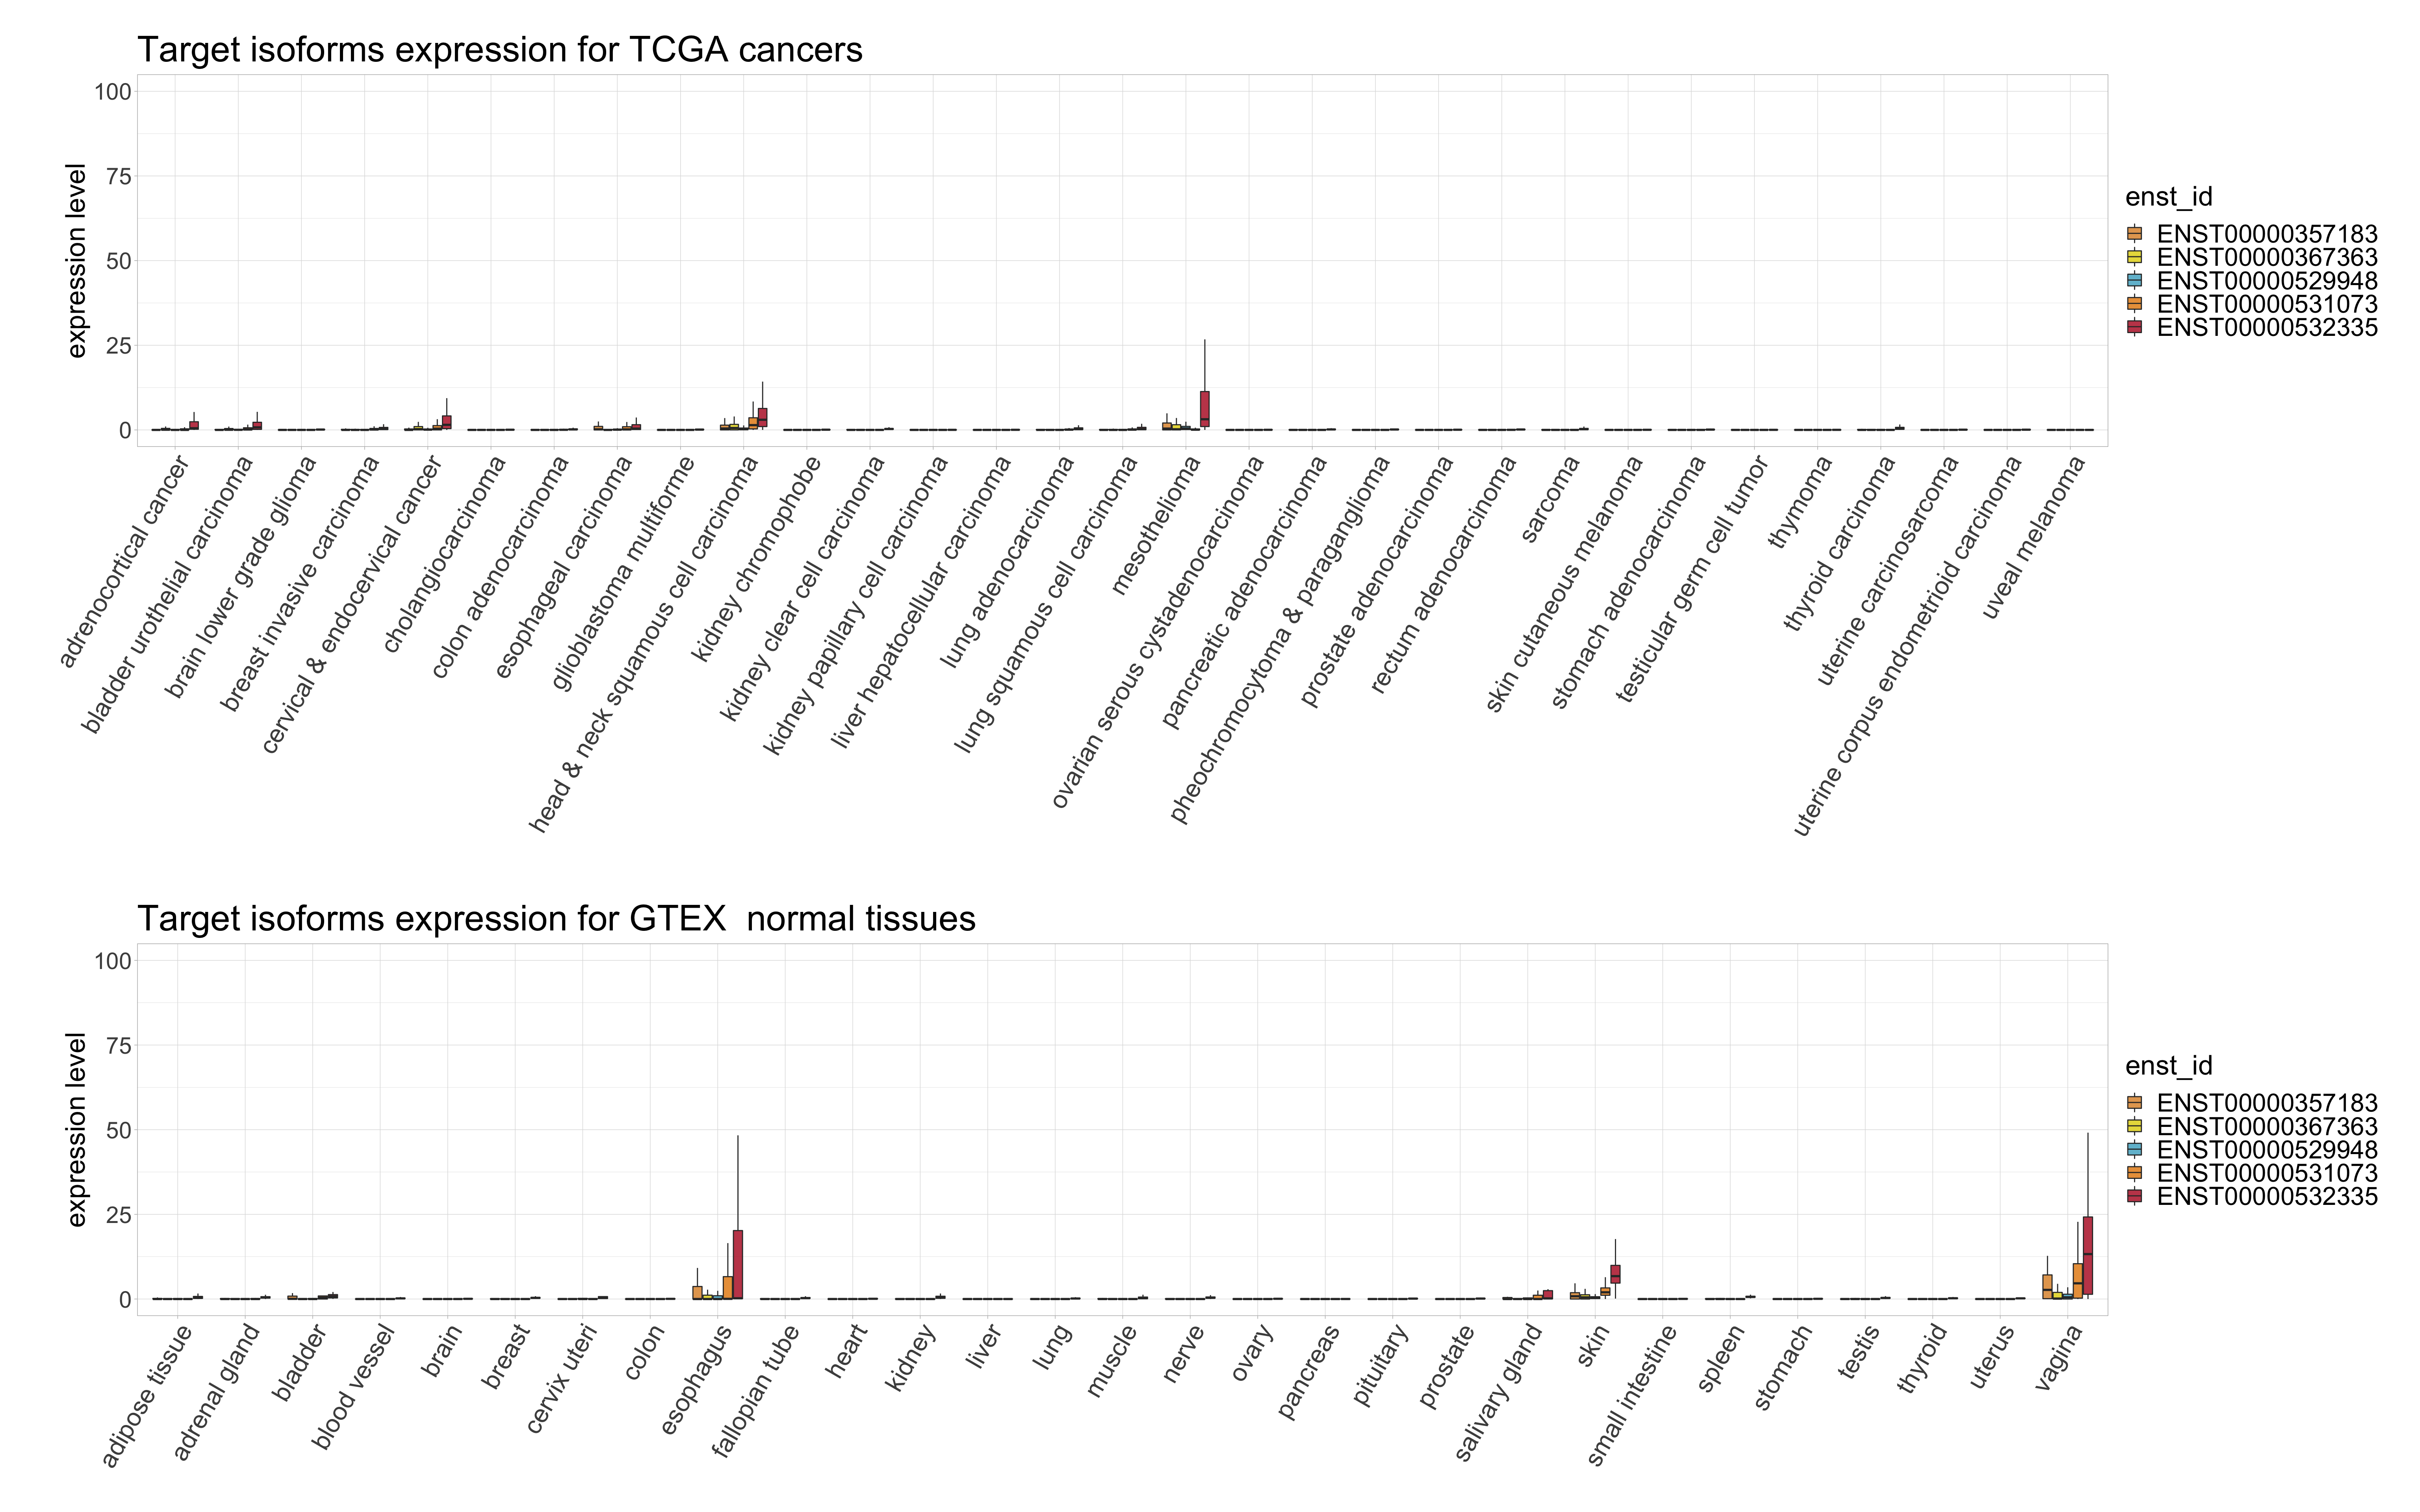 Target isoforms expression for TCGA cancers
expression level
100
75
50
25
0
adrenocortical cancer
bladder urothelial carcinoma
brain lower grade glioma
breast invasive carcinoma
cervical & endocervical cancer
cholangiocarcinoma
colon adenocarcinoma
esophageal carcinoma
glioblastoma multiforme
head & neck squamous cell carcinoma
kidney chromophobe
kidney clear cell carcinoma
kidney papillary cell carcinoma
liver hepatocellular carcinoma
lung adenocarcinoma
lung squamous cell carcinoma
mesothelioma
ovarian serous cystadenocarcinoma
pancreatic adenocarcinoma
pheochromocytoma & paraganglioma
prostate adenocarcinoma
rectum adenocarcinoma
sarcoma
skin cutaneous melanoma
stomach adenocarcinoma
testicular germ cell tumor
thymoma
thyroid carcinoma
uterine carcinosarcoma
uterine corpus endometrioid carcinoma
uveal melanoma
enst_id
ENST00000357183
ENST00000367363
ENST00000529948
ENST00000531073
ENST00000532335
Target isoforms expression for GTEX  normal tissues
expression level
100
75
50
25
0
adipose tissue
adrenal gland
bladder
blood vessel
brain
breast
cervix uteri
colon
esophagus
fallopian tube
heart
kidney
liver
lung
muscle
nerve
ovary
pancreas
pituitary
prostate
salivary gland
skin
small intestine
spleen
stomach
testis
thyroid
uterus
vagina
enst_id
ENST00000357183
ENST00000367363
ENST00000529948
ENST00000531073
ENST00000532335